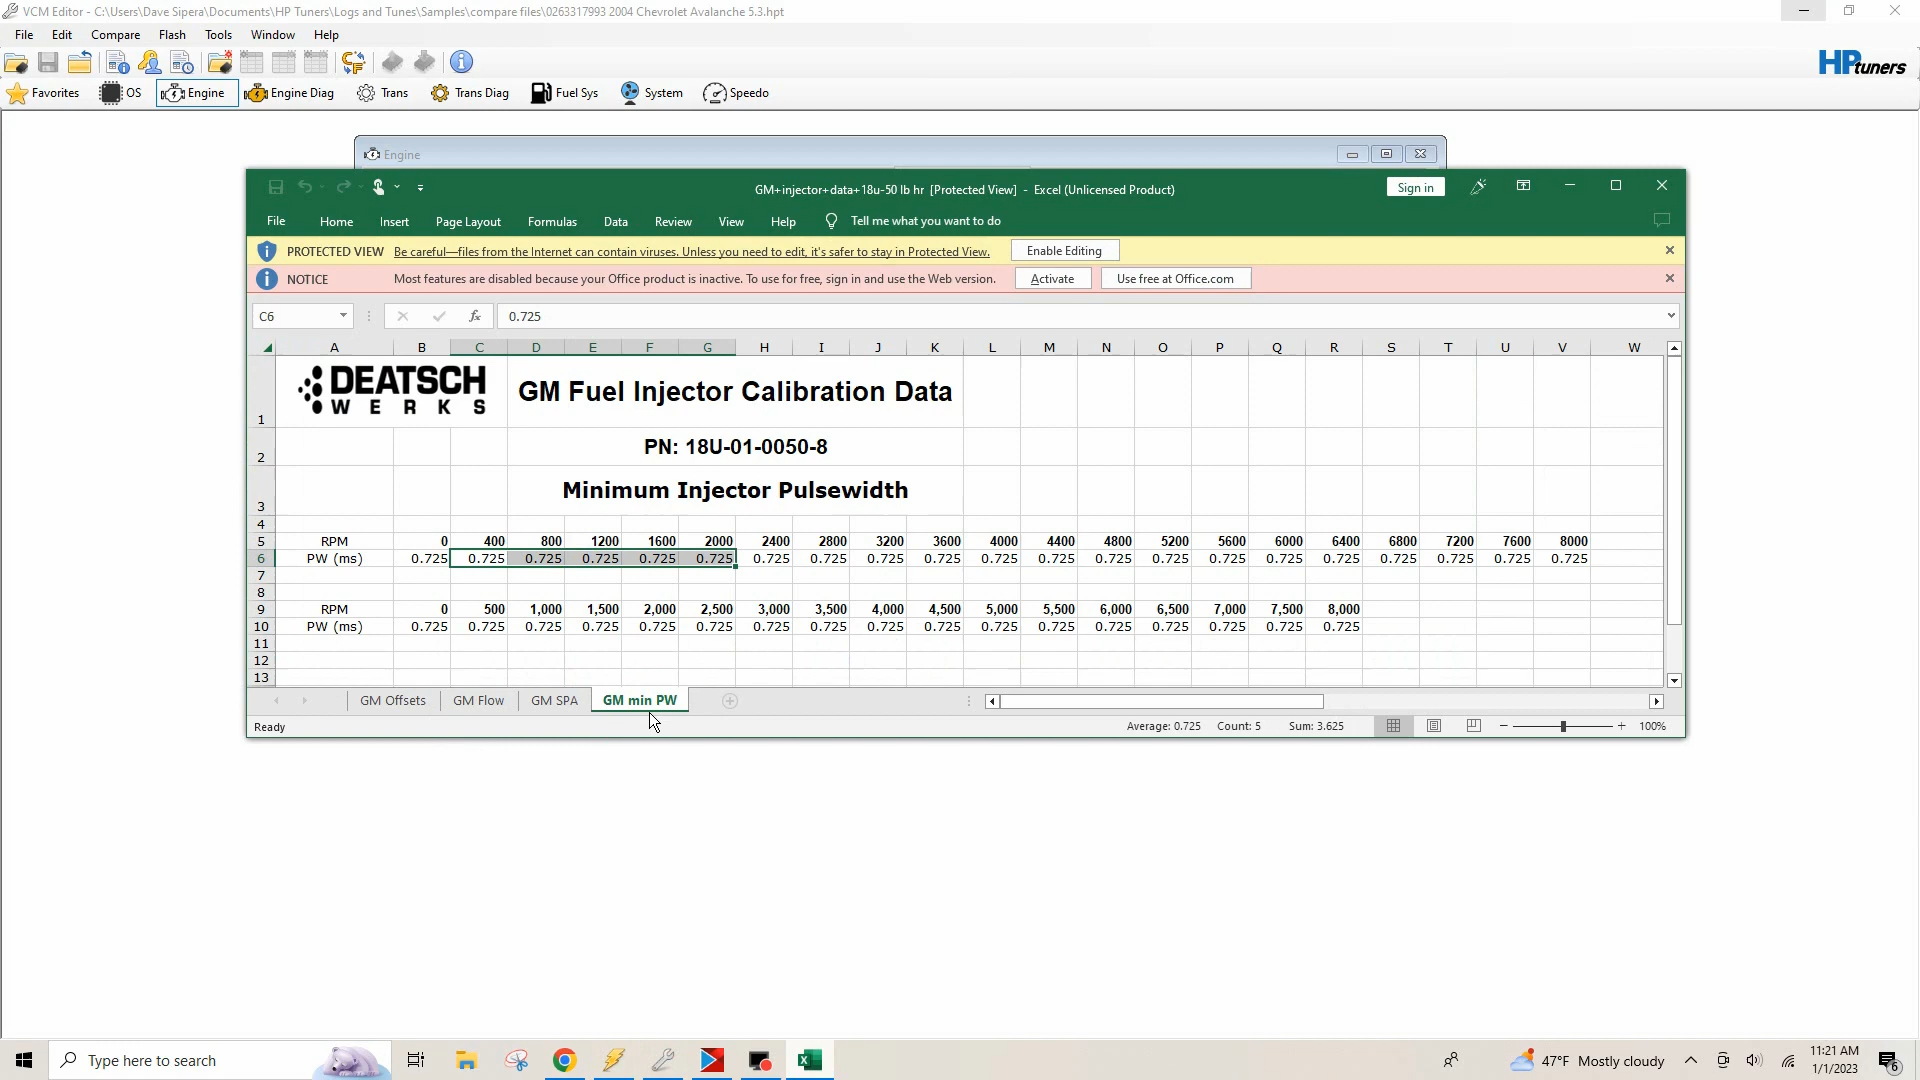 VCM Editor - C:\Users\Dave Sipera\Documents\HP Tuners\Logs and Tunes\Samples\compare files\0263317993 2004 Chevrolet Avalanche 5.3.hpt
File Edit Compare Flash Tools Window Help
HP tuners
Favorites OS Engine Engine Diag Trans Trans Diag Fuel Sys System Speedo
Engine
GM+injector+data+18u-50 lb hr [Protected View] - Excel (Unlicensed Product)
Sign in
File Home Insert Page Layout Formulas Data Review View Help Tell me what you want to do
PROTECTED VIEW Be careful—files from the Internet can contain viruses. Unless you need to edit, it's safer to stay in Protected View. Enable Editing
NOTICE Most features are disabled because your Office product is inactive. To use for free, sign in and use the Web version. Activate Use free at Office.com
C6 fx 0.725
A B C D E F G H I J K L M N O P Q R S T U V W
DEATSCH WERKS
GM Fuel Injector Calibration Data
1
PN: 18U-01-0050-8
2
Minimum Injector Pulsewidth
3
4
5 RPM 0 400 800 1200 1600 2000 2400 2800 3200 3600 4000 4400 4800 5200 5600 6000 6400 6800 7200 7600 8000
6 PW (ms) 0.725 0.725 0.725 0.725 0.725 0.725 0.725 0.725 0.725 0.725 0.725 0.725 0.725 0.725 0.725 0.725 0.725 0.725 0.725 0.725 0.725
7
8
9 RPM 0 500 1,000 1,500 2,000 2,500 3,000 3,500 4,000 4,500 5,000 5,500 6,000 6,500 7,000 7,500 8,000
10 PW (ms) 0.725 0.725 0.725 0.725 0.725 0.725 0.725 0.725 0.725 0.725 0.725 0.725 0.725 0.725 0.725 0.725 0.725
11
12
13
GM Offsets GM Flow GM SPA GM min PW
Ready Average: 0.725 Count: 5 Sum: 3.625 100%
Type here to search 47°F Mostly cloudy 11:21 AM
1/1/2023 6